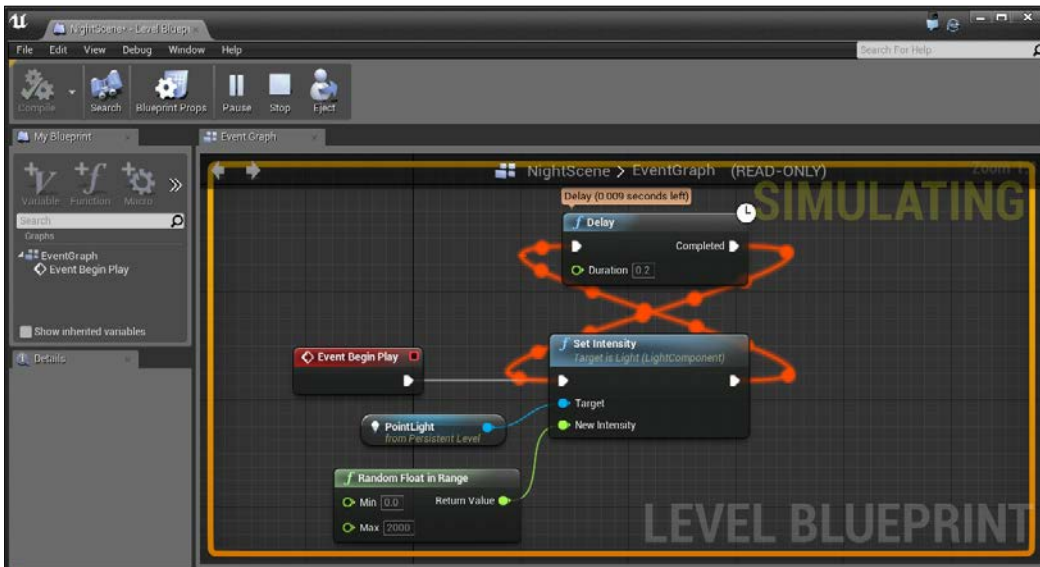 NightScene* - Level Bluepr
File Edit View Debug Window Help
Search For Help
Compile Search Blueprint Props Pause Stop Eject
My Blueprint
Event Graph
Variable Function Macro
Search
Graphs
EventGraph
Event Begin Play
Show inherited variables
Details
NightScene > EventGraph (READ-ONLY)
Zoom 1:
SIMULATING
Delay (0.009 seconds left)
Delay
Completed
Duration 0.2
Set Intensity
Target is Light (LightComponent)
Target
New Intensity
Event Begin Play
PointLight
from Persistent Level
Random Float in Range
Min 0.0 Return Value
Max 2000
LEVEL BLUEPRINT